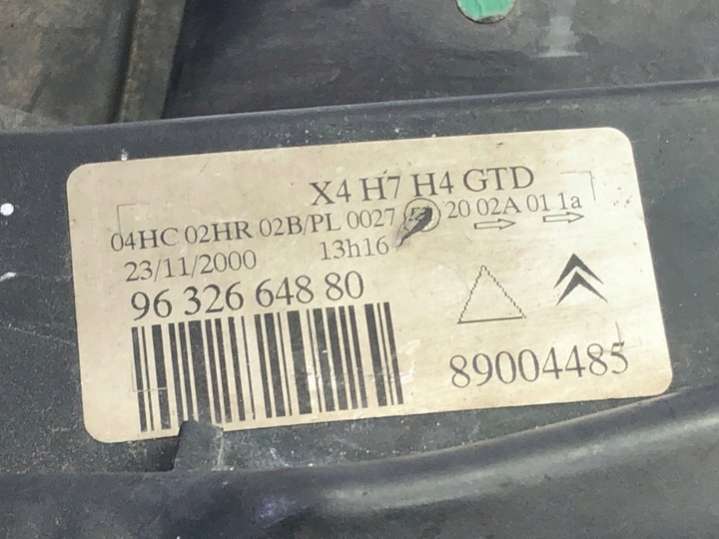 X4 H7 H4 GTD
04HC 02HR 02B/PL 0027 20 02A 01 1a
23/11/2000 13h16
96 326 648 80
89004485